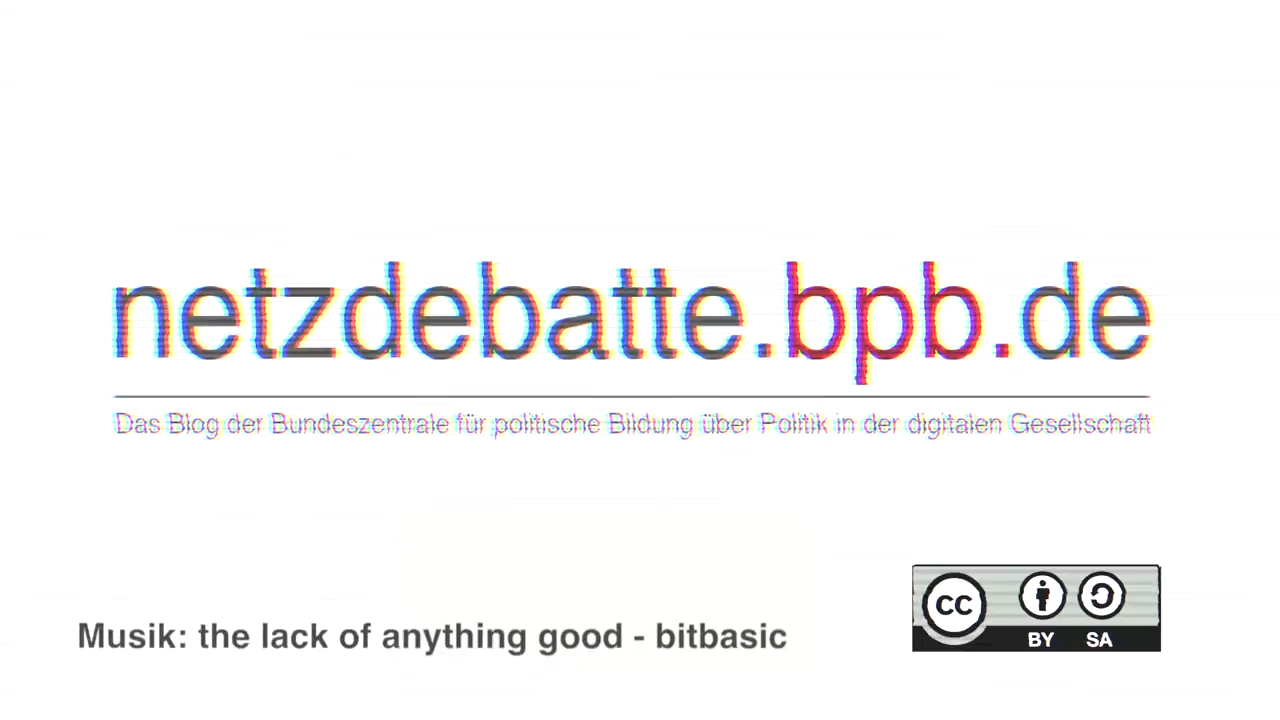 netzdebatte.bpb.de
Das Blog der Bundeszentrale für politische Bildung über Politik in der digitalen Gesellschaft
Musik: the lack of anything good - bitbasic
CC
BY SA